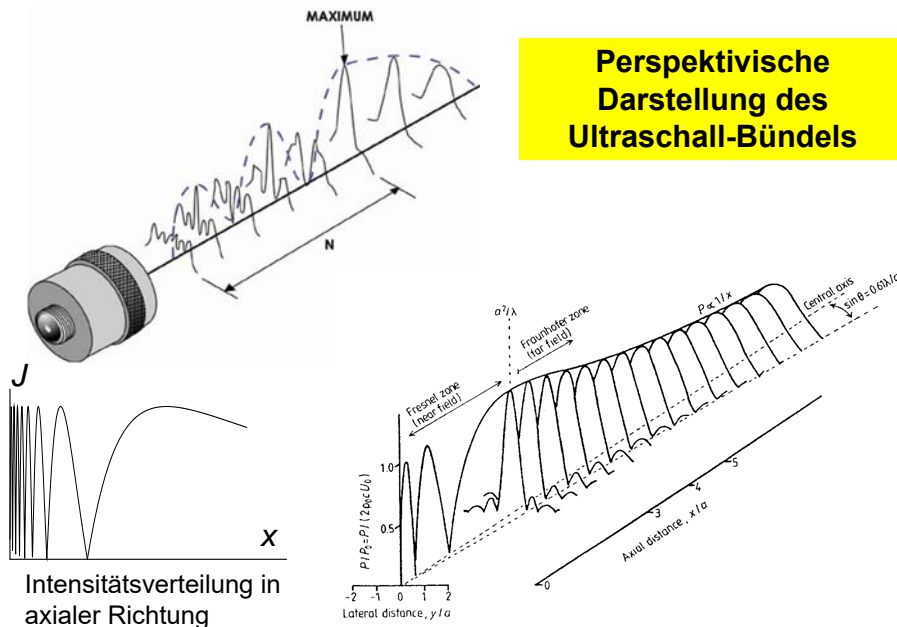 MAXIMUM
Perspektivische
Darstellung des
Ultraschall-Bündels
N
J
x
Intensitätsverteilung in
axialer Richtung
a²/λ
Fraunhofer zone
(far field)
Fresnel zone
(near field)
P ∝ 1/x
Central axis
sin θ = 0.61λ/a
P/P₀=P/(2ρ₀cU₀)
1.0
0.5
0
-2 -1 0 1 2
Lateral distance, y/a
5
4
3
0
Axial distance, x/a